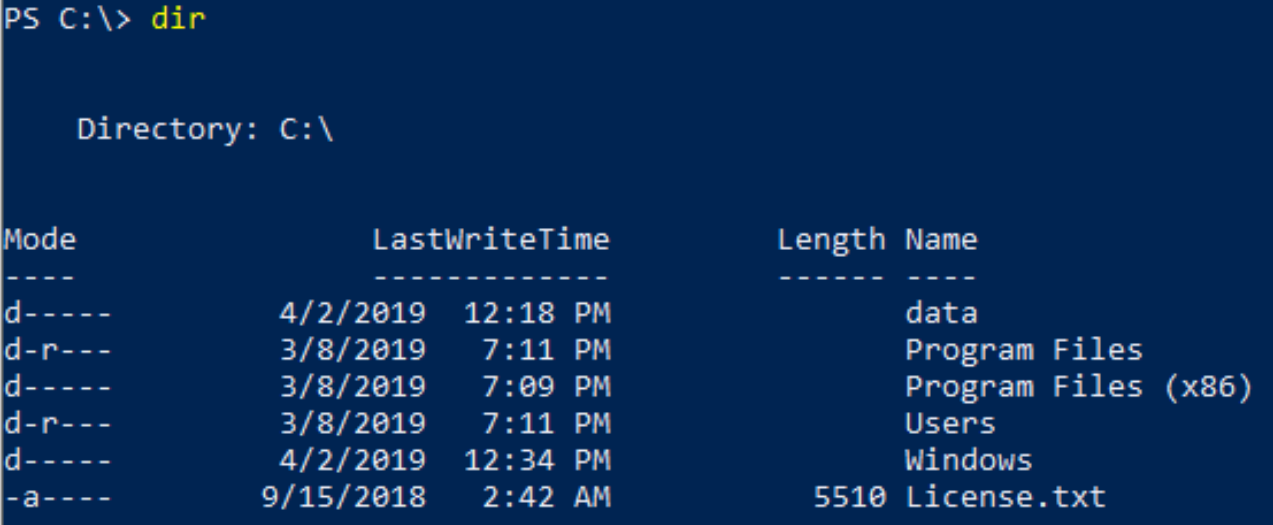 PS C:\> dir
Directory: C:\
Mode                LastWriteTime         Length Name
----                -------------         ------ ----
d-----         4/2/2019  12:18 PM                data
d-r---         3/8/2019   7:11 PM                Program Files
d-----         3/8/2019   7:09 PM                Program Files (x86)
d-r---         3/8/2019   7:11 PM                Users
d-----         4/2/2019  12:34 PM                Windows
-a----        9/15/2018   2:42 AM           5510 License.txt